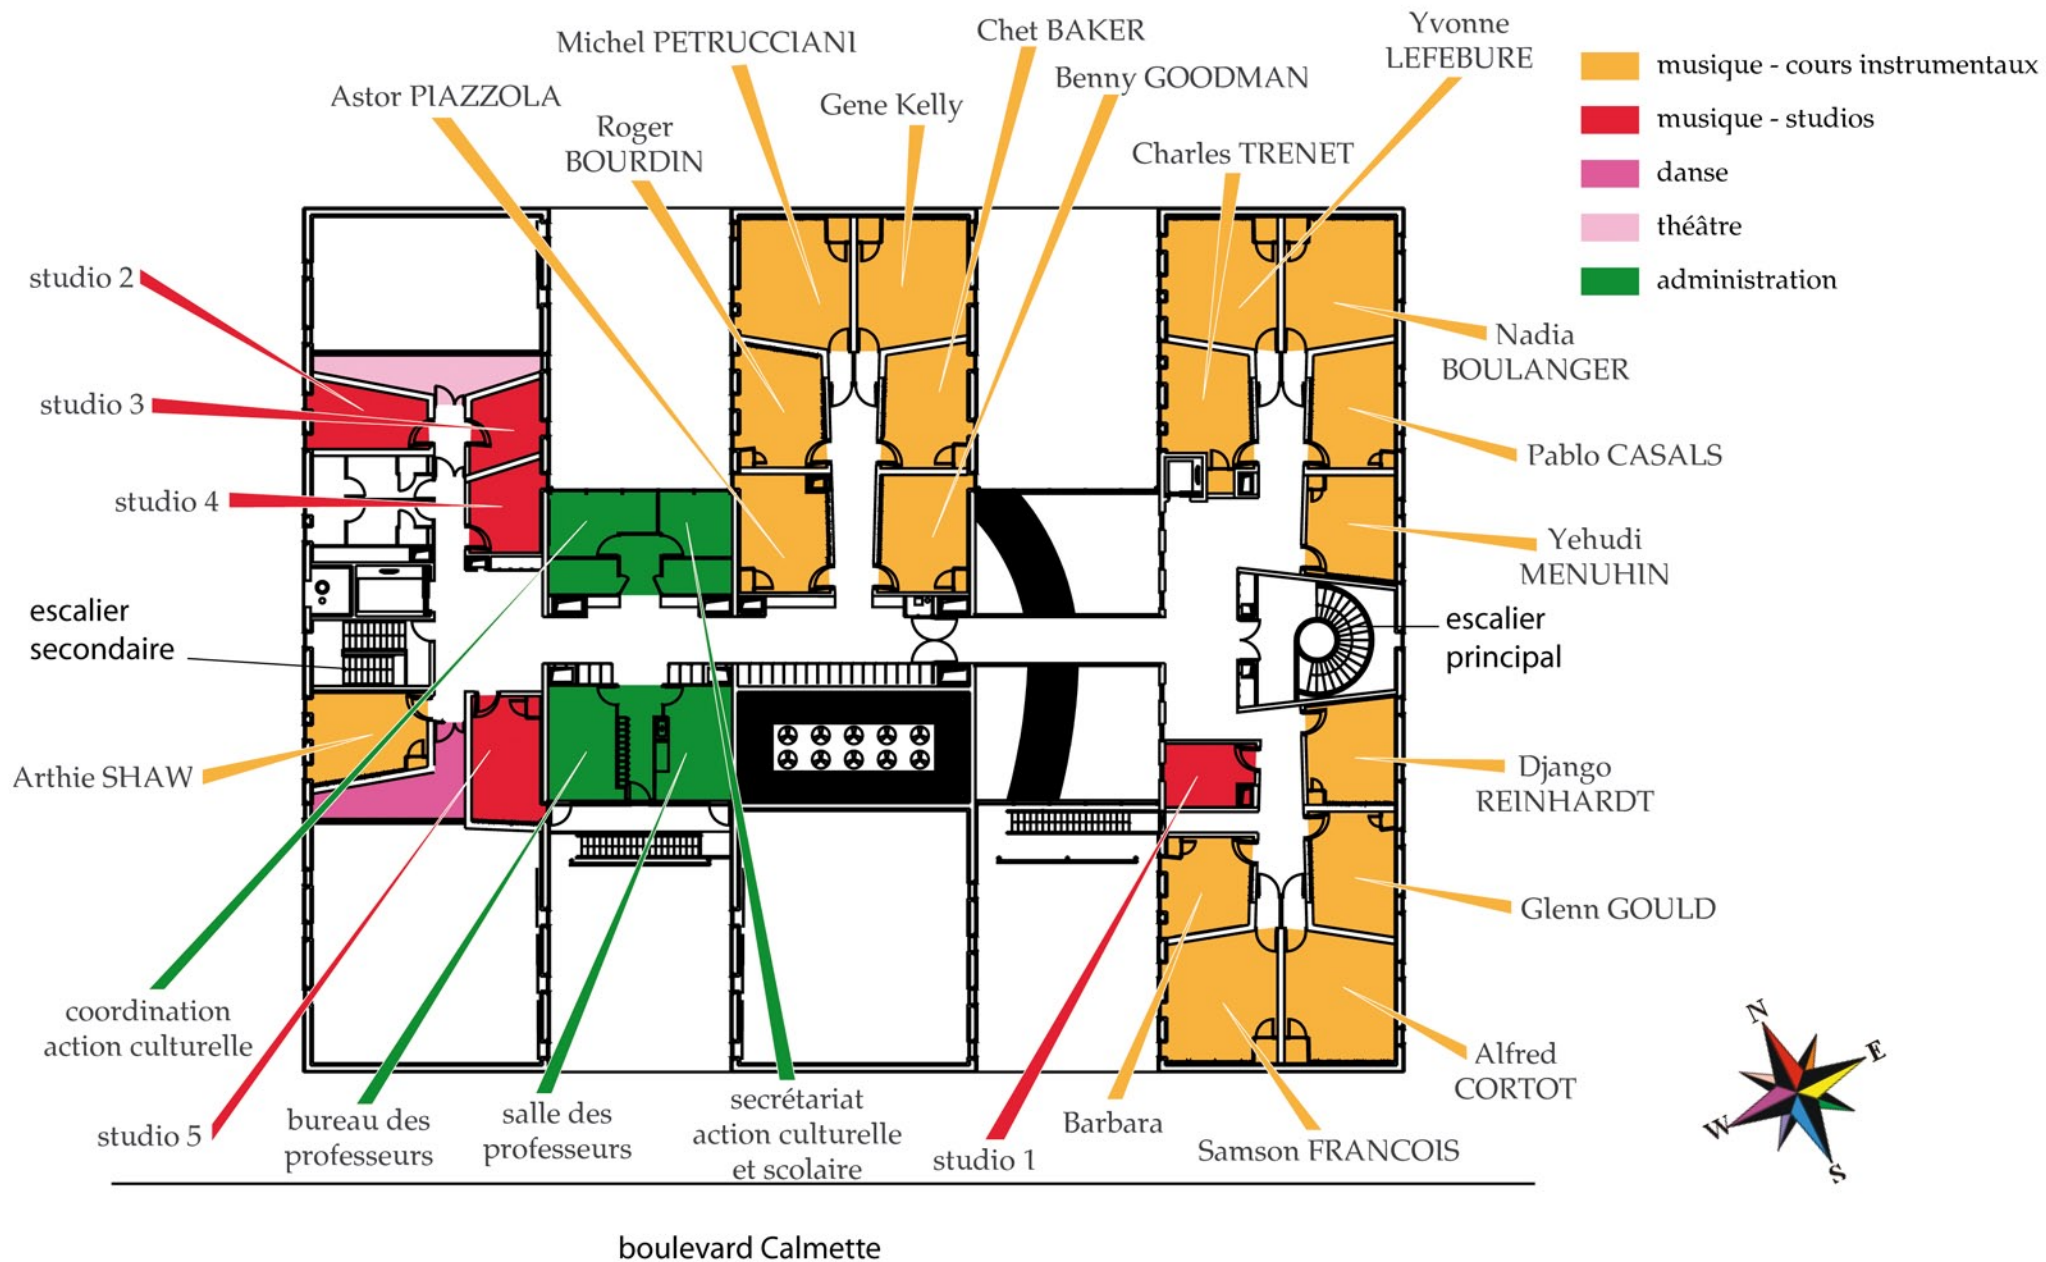 Michel PETRUCCIANI
Chet BAKER
Yvonne
LEFEBURE
Astor PIAZZOLA
Roger
BOURDIN
Gene Kelly
Benny GOODMAN
Charles TRENET
musique - cours instrumentaux
musique - studios
danse
théâtre
administration
studio 2
studio 3
studio 4
escalier
secondaire
Arthie SHAW
Nadia
BOULANGER
Pablo CASALS
Yehudi
MENUHIN
escalier
principal
Django
REINHARDT
Glenn GOULD
Alfred
CORTOT
coordination
action culturelle
studio 5
bureau des
professeurs
salle des
professeurs
secrétariat
action culturelle
et scolaire
studio 1
Barbara
Samson FRANCOIS
N
E
W
S
boulevard Calmette